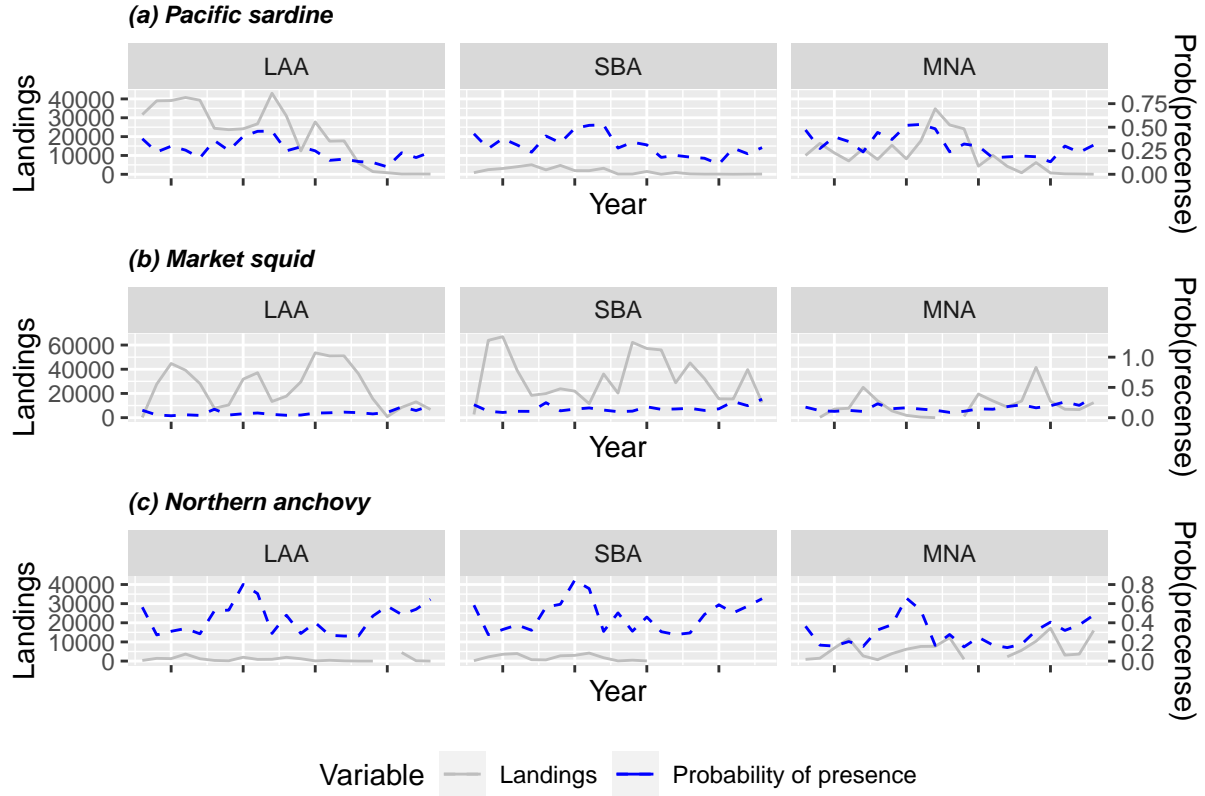 (a) Pacific sardine
LAA SBA MNA
Landings
40000
30000
20000
10000
0
0.75
0.50
0.25
0.00
Prob(precense)
Year
(b) Market squid
LAA SBA MNA
Landings
60000
40000
20000
0
1.0
0.5
0.0
Prob(precense)
Year
(c) Northern anchovy
LAA SBA MNA
Landings
40000
30000
20000
10000
0
0.8
0.6
0.4
0.2
0.0
Prob(precense)
Year
Variable Landings Probability of presence